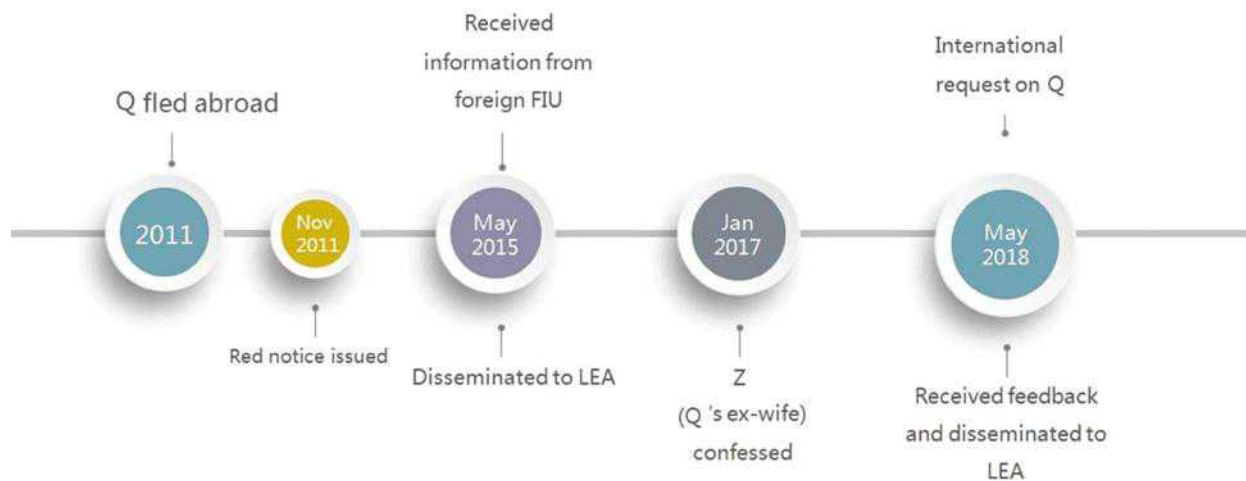 Q fled abroad
2011
Nov
2011
Red notice issued
Received
information from
foreign FIU
May
2015
Disseminated to LEA
Jan
2017
Z
(Q 's ex-wife)
confessed
International
request on Q
May
2018
Received feedback
and disseminated to
LEA